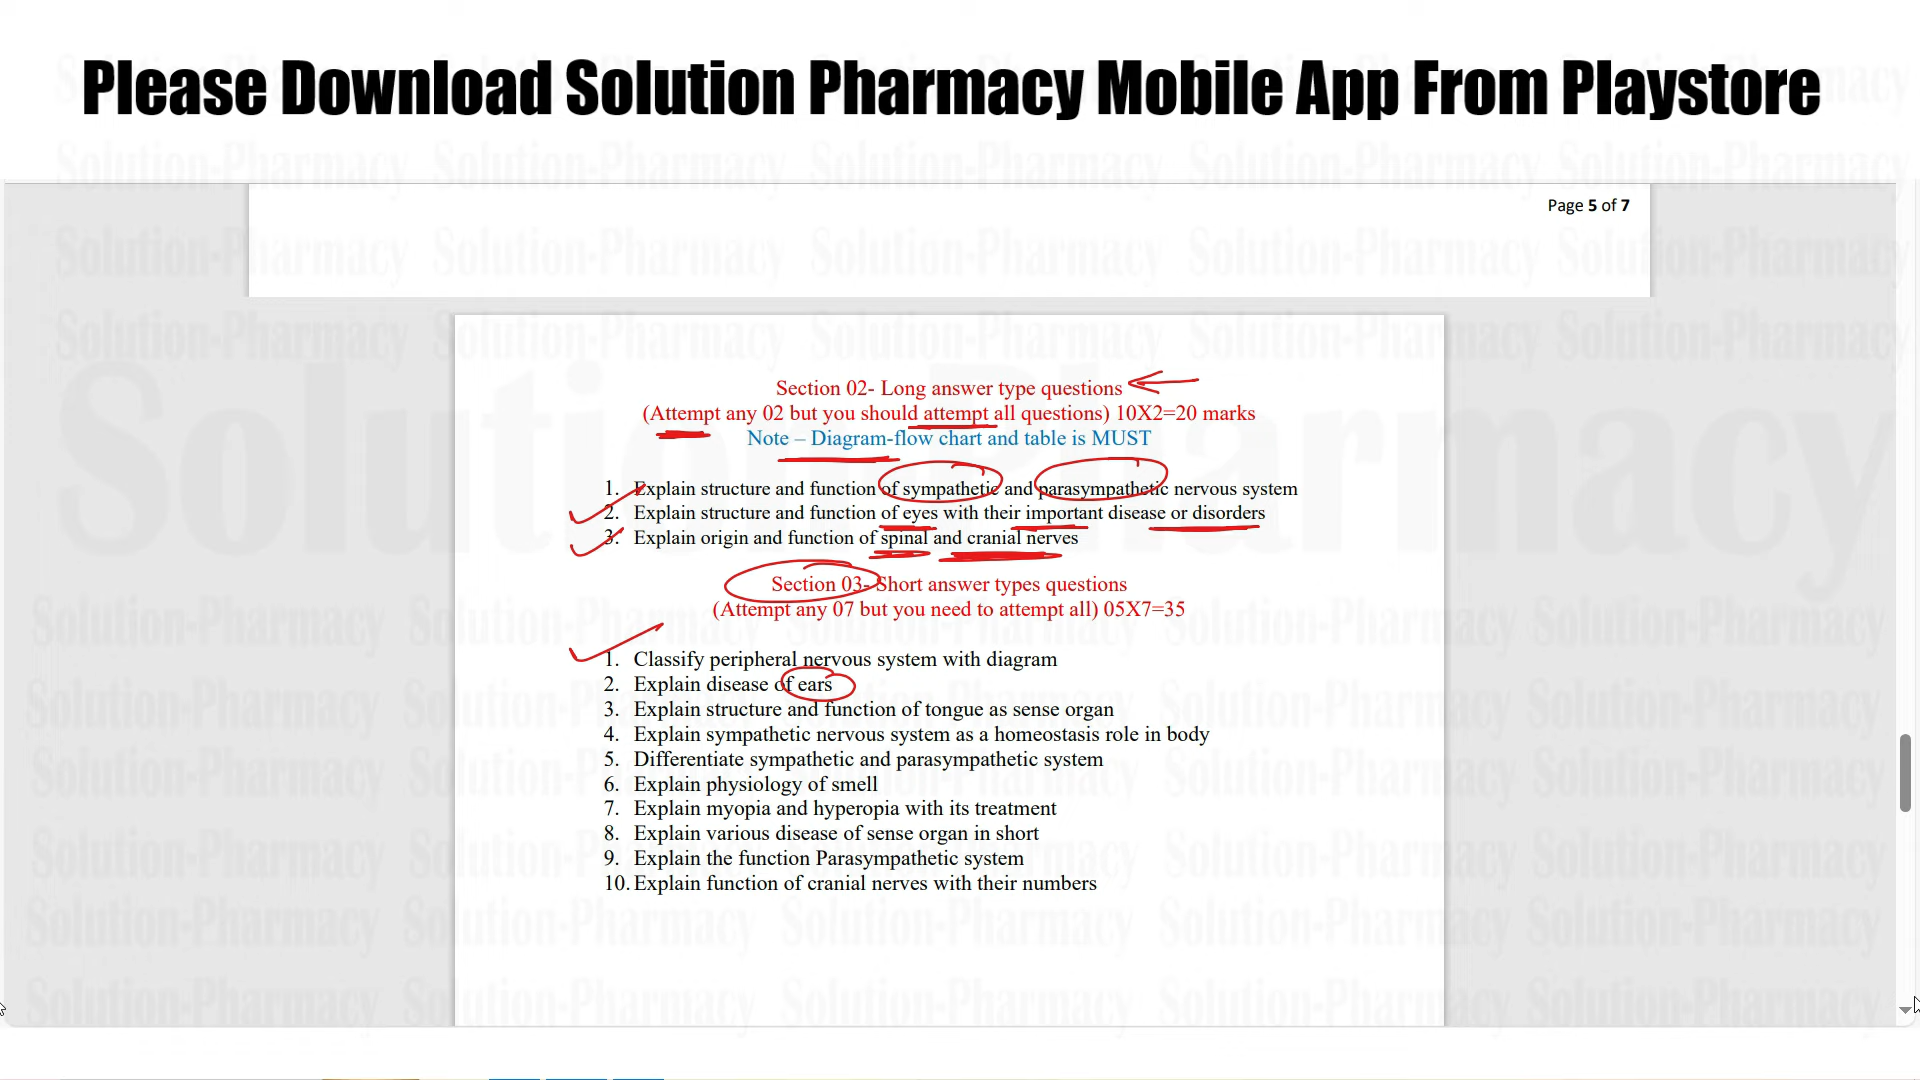 Please Download Solution Pharmacy Mobile App From Playstore
Page 5 of 7
Section 02- Long answer type questions
(Attempt any 02 but you should attempt all questions) 10X2=20 marks
Note – Diagram-flow chart and table is MUST
1. Explain structure and function of sympathetic and parasympathetic nervous system
2. Explain structure and function of eyes with their important disease or disorders
3. Explain origin and function of spinal and cranial nerves
Section 03- Short answer types questions
(Attempt any 07 but you need to attempt all) 05X7=35
1. Classify peripheral nervous system with diagram
2. Explain disease of ears
3. Explain structure and function of tongue as sense organ
4. Explain sympathetic nervous system as a homeostasis role in body
5. Differentiate sympathetic and parasympathetic system
6. Explain physiology of smell
7. Explain myopia and hyperopia with its treatment
8. Explain various disease of sense organ in short
9. Explain the function Parasympathetic system
10. Explain function of cranial nerves with their numbers
Solution-Pharmacy